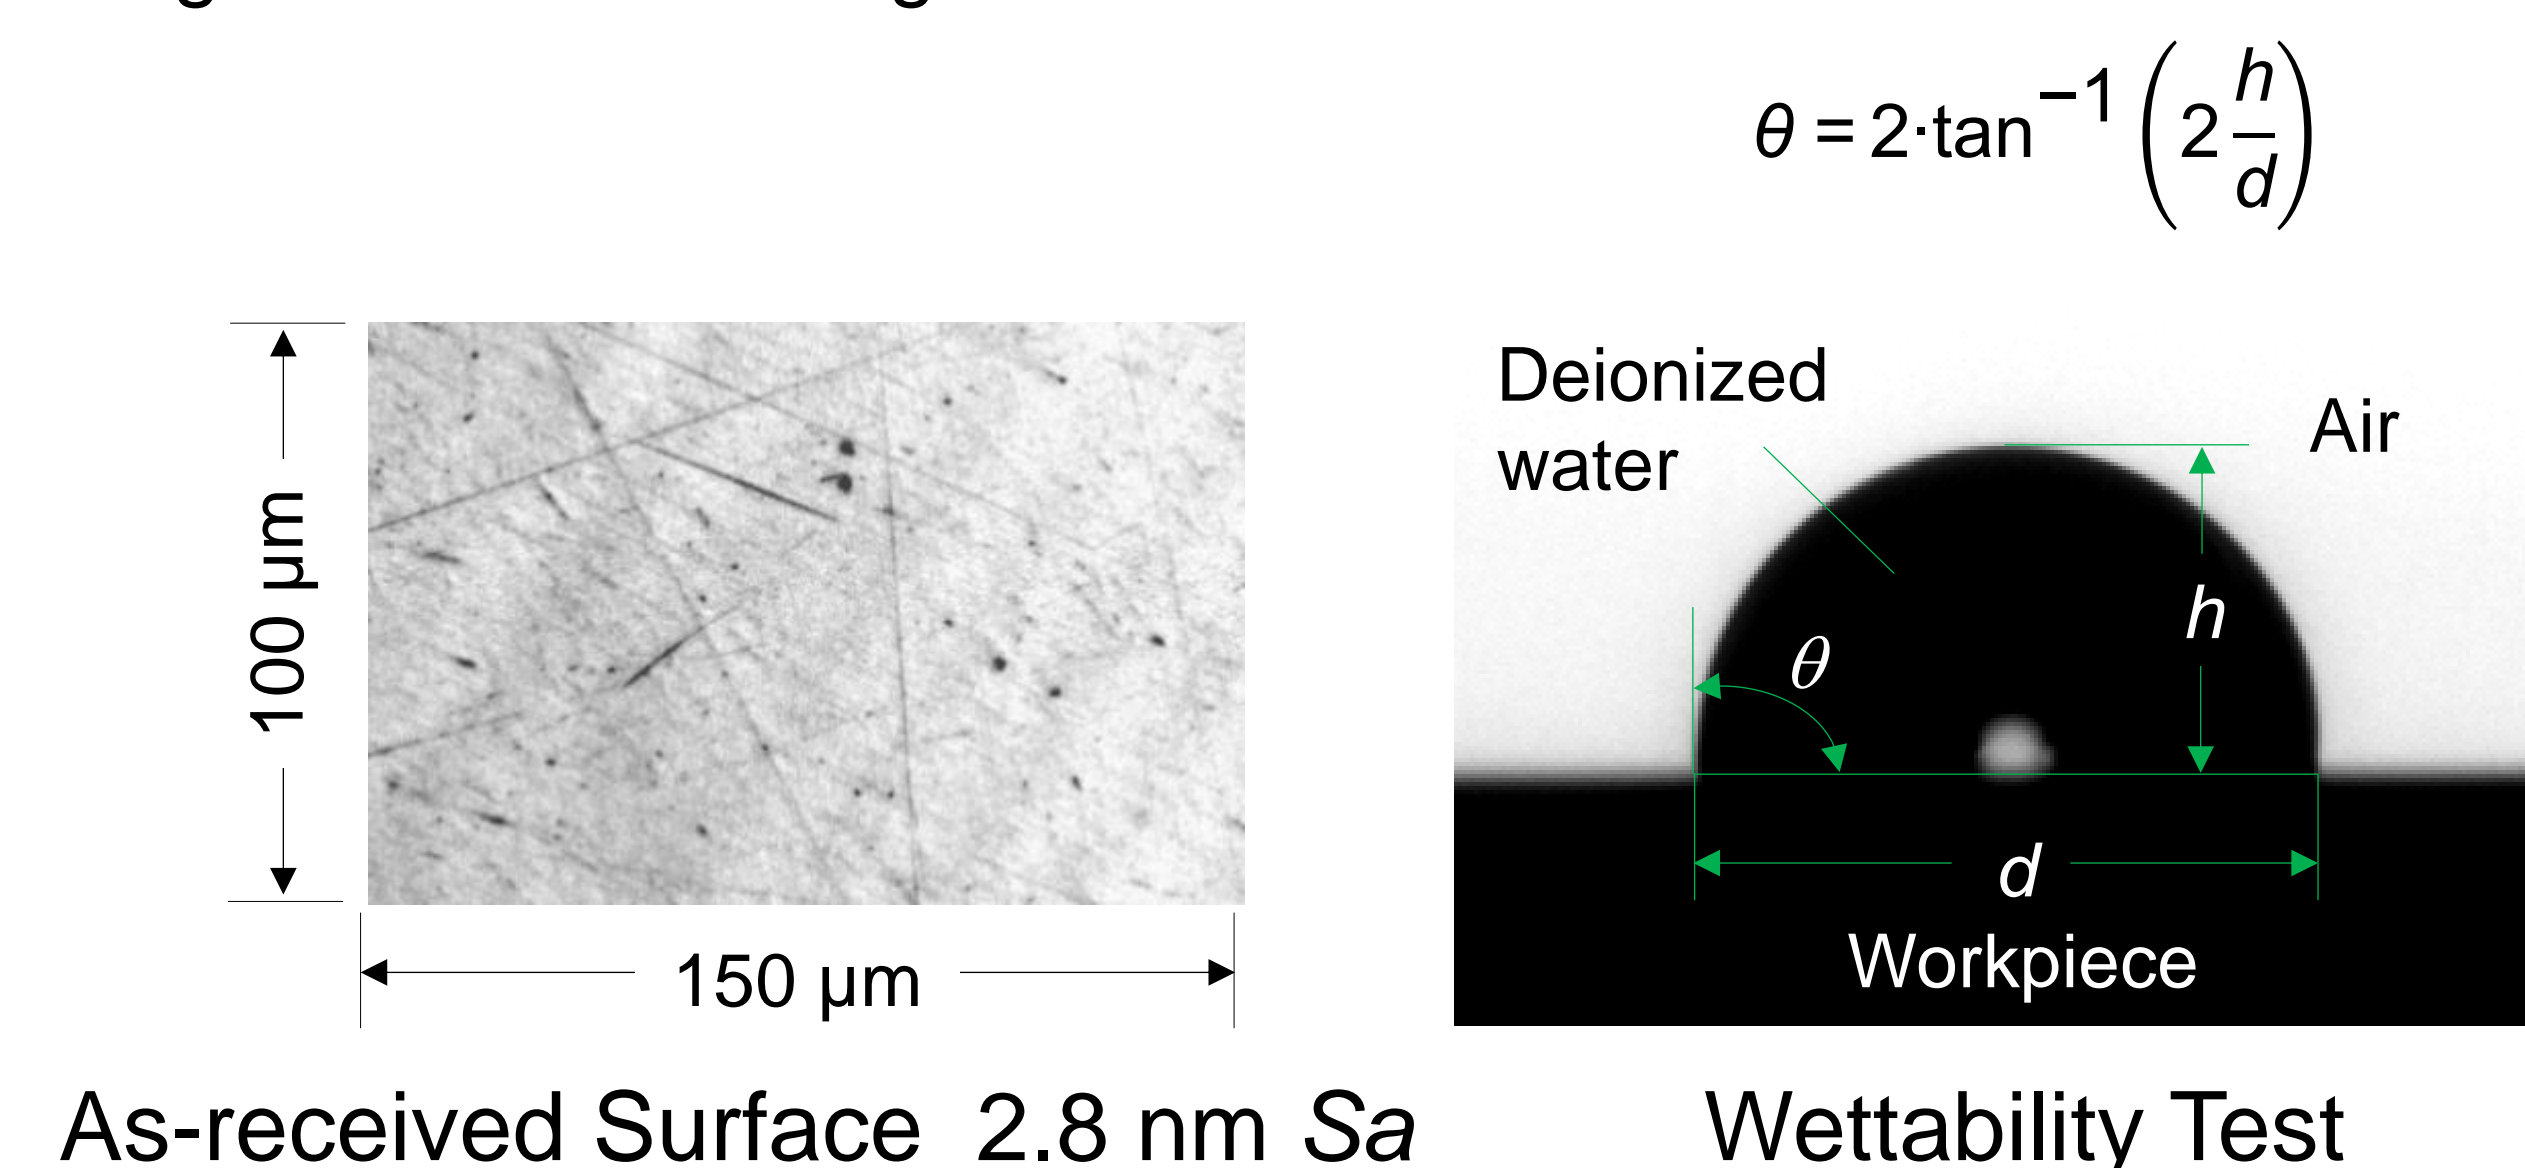 θ = 2·tan⁻¹ (2 h/d)
Deionized
water
Air
100 μm
θ
h
d
150 μm
Workpiece
As-received Surface 2.8 nm Sa
Wettability Test